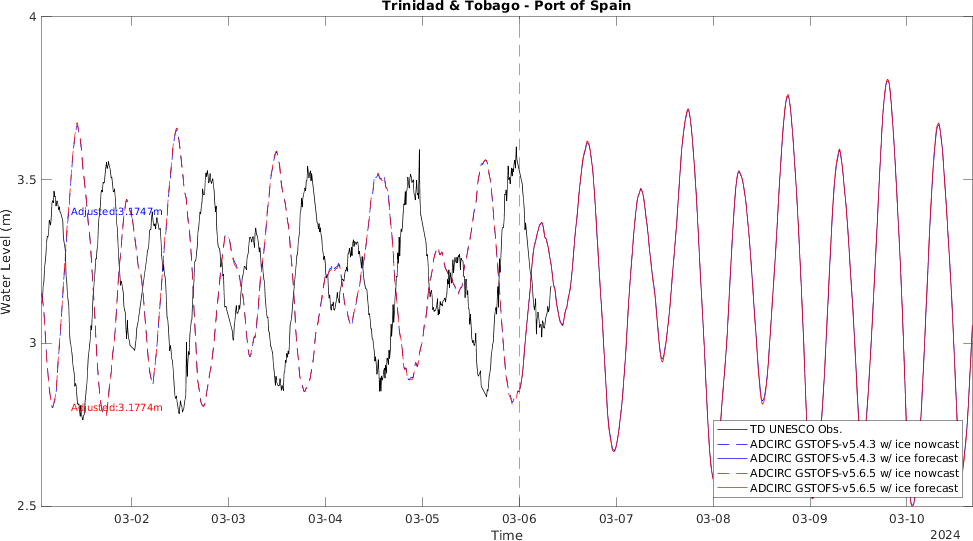 Trinidad & Tobago - Port of Spain
4
3.5
3
2.5
Water Level (m)
Adjusted:3.1747m
Adjusted:3.1774m
TD UNESCO Obs.
ADCIRC GSTOFS-v5.4.3 w/ ice nowcast
ADCIRC GSTOFS-v5.4.3 w/ ice forecast
ADCIRC GSTOFS-v5.6.5 w/ ice nowcast
ADCIRC GSTOFS-v5.6.5 w/ ice forecast
03-02 03-03 03-04 03-05 03-06 03-07 03-08 03-09 03-10
Time
2024